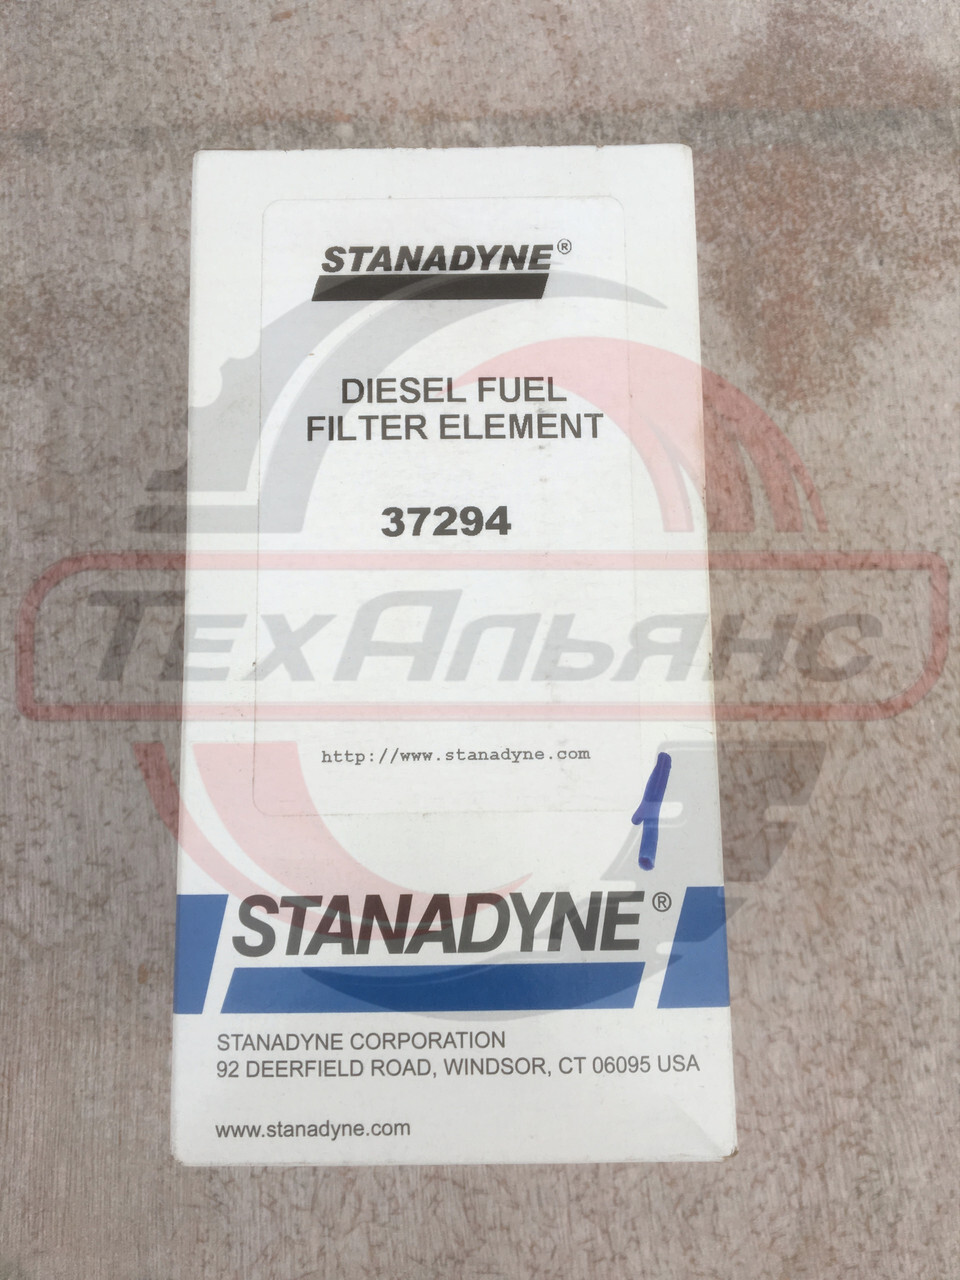 STANADYNE®
DIESEL FUEL
FILTER ELEMENT
37294
ТехАльянс
http://www.stanadyne.com
STANADYNE®
STANADYNE CORPORATION
92 DEERFIELD ROAD, WINDSOR, CT 06095 USA
www.stanadyne.com